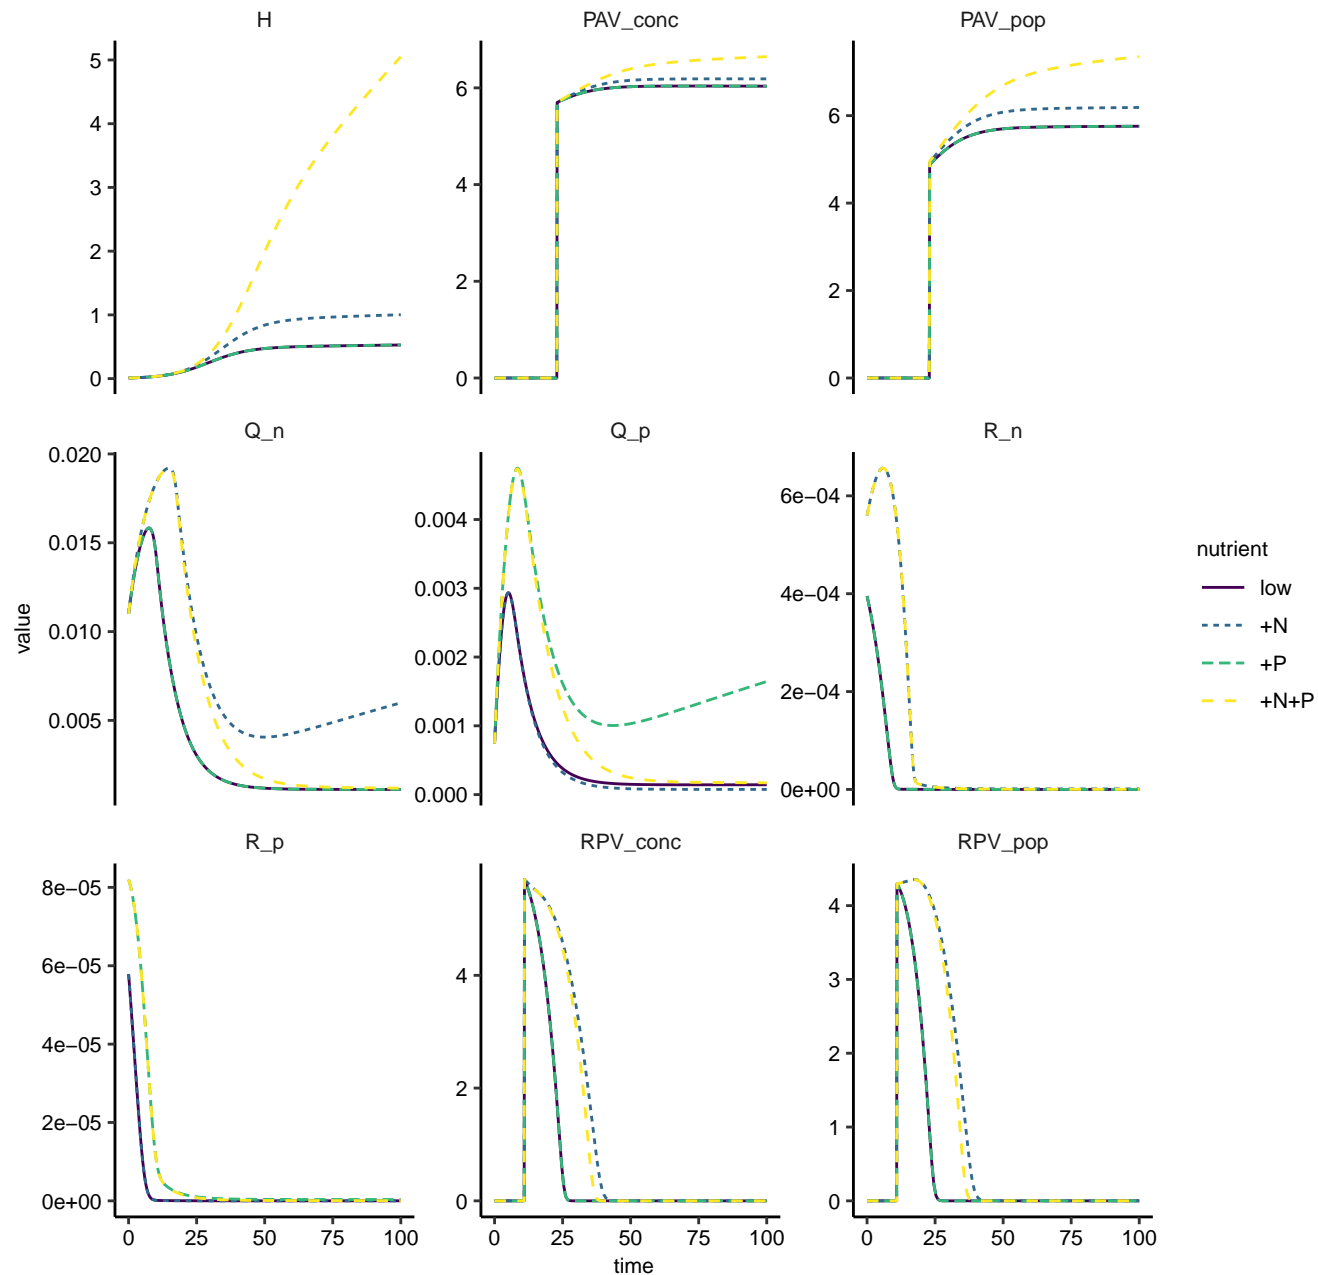 H PAV_conc PAV_pop
5
4
3
2
1
0
6
4
2
0
6
4
2
0
Q_n Q_p R_n
0.020
0.015
0.010
0.005
0.004
0.003
0.002
0.001
0.000
6e−04
4e−04
2e−04
0e+00
R_p RPV_conc RPV_pop
8e−05
6e−05
4e−05
2e−05
0e+00
4
2
0
4
3
2
1
0
0 25 50 75 100
0 25 50 75 100
0 25 50 75 100
time
value
nutrient
low
+N
+P
+N+P